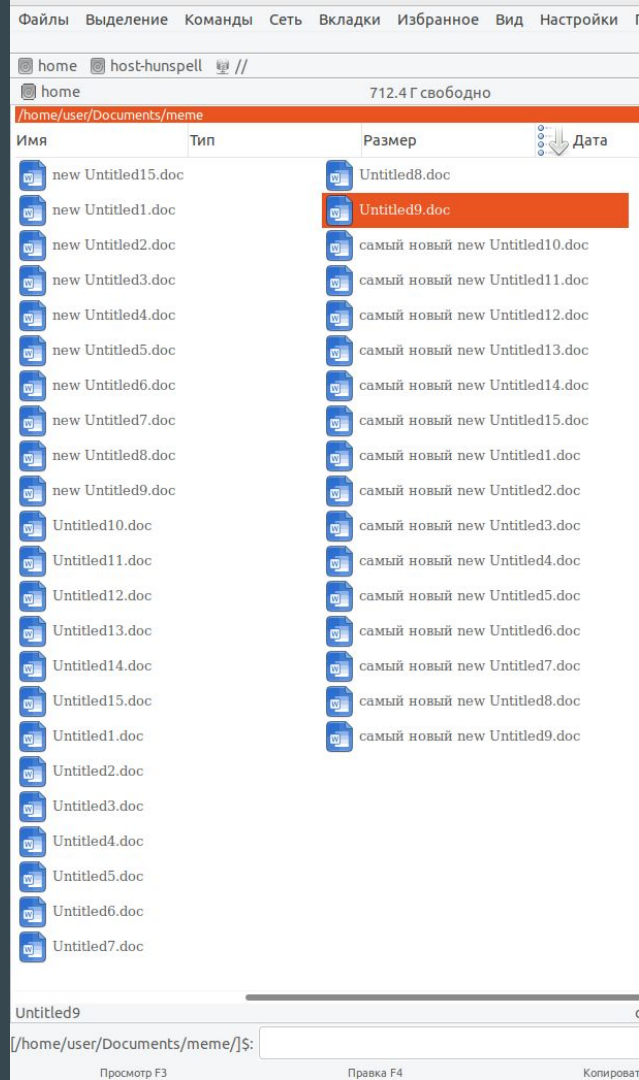 Файлы Выделение Команды Сеть Вкладки Избранное Вид Настройки
home host-hunspell //
home 712.4 Г свободно
/home/user/Documents/meme
Имя Тип Размер Дата
new Untitled15.doc
new Untitled1.doc
new Untitled2.doc
new Untitled3.doc
new Untitled4.doc
new Untitled5.doc
new Untitled6.doc
new Untitled7.doc
new Untitled8.doc
new Untitled9.doc
Untitled10.doc
Untitled11.doc
Untitled12.doc
Untitled13.doc
Untitled14.doc
Untitled15.doc
Untitled1.doc
Untitled2.doc
Untitled3.doc
Untitled4.doc
Untitled5.doc
Untitled6.doc
Untitled7.doc
Untitled8.doc
Untitled9.doc
самый новый new Untitled10.doc
самый новый new Untitled11.doc
самый новый new Untitled12.doc
самый новый new Untitled13.doc
самый новый new Untitled14.doc
самый новый new Untitled15.doc
самый новый new Untitled1.doc
самый новый new Untitled2.doc
самый новый new Untitled3.doc
самый новый new Untitled4.doc
самый новый new Untitled5.doc
самый новый new Untitled6.doc
самый новый new Untitled7.doc
самый новый new Untitled8.doc
самый новый new Untitled9.doc
Untitled9
[/home/user/Documents/meme/]$:
Просмотр F3 Правка F4 Копироват